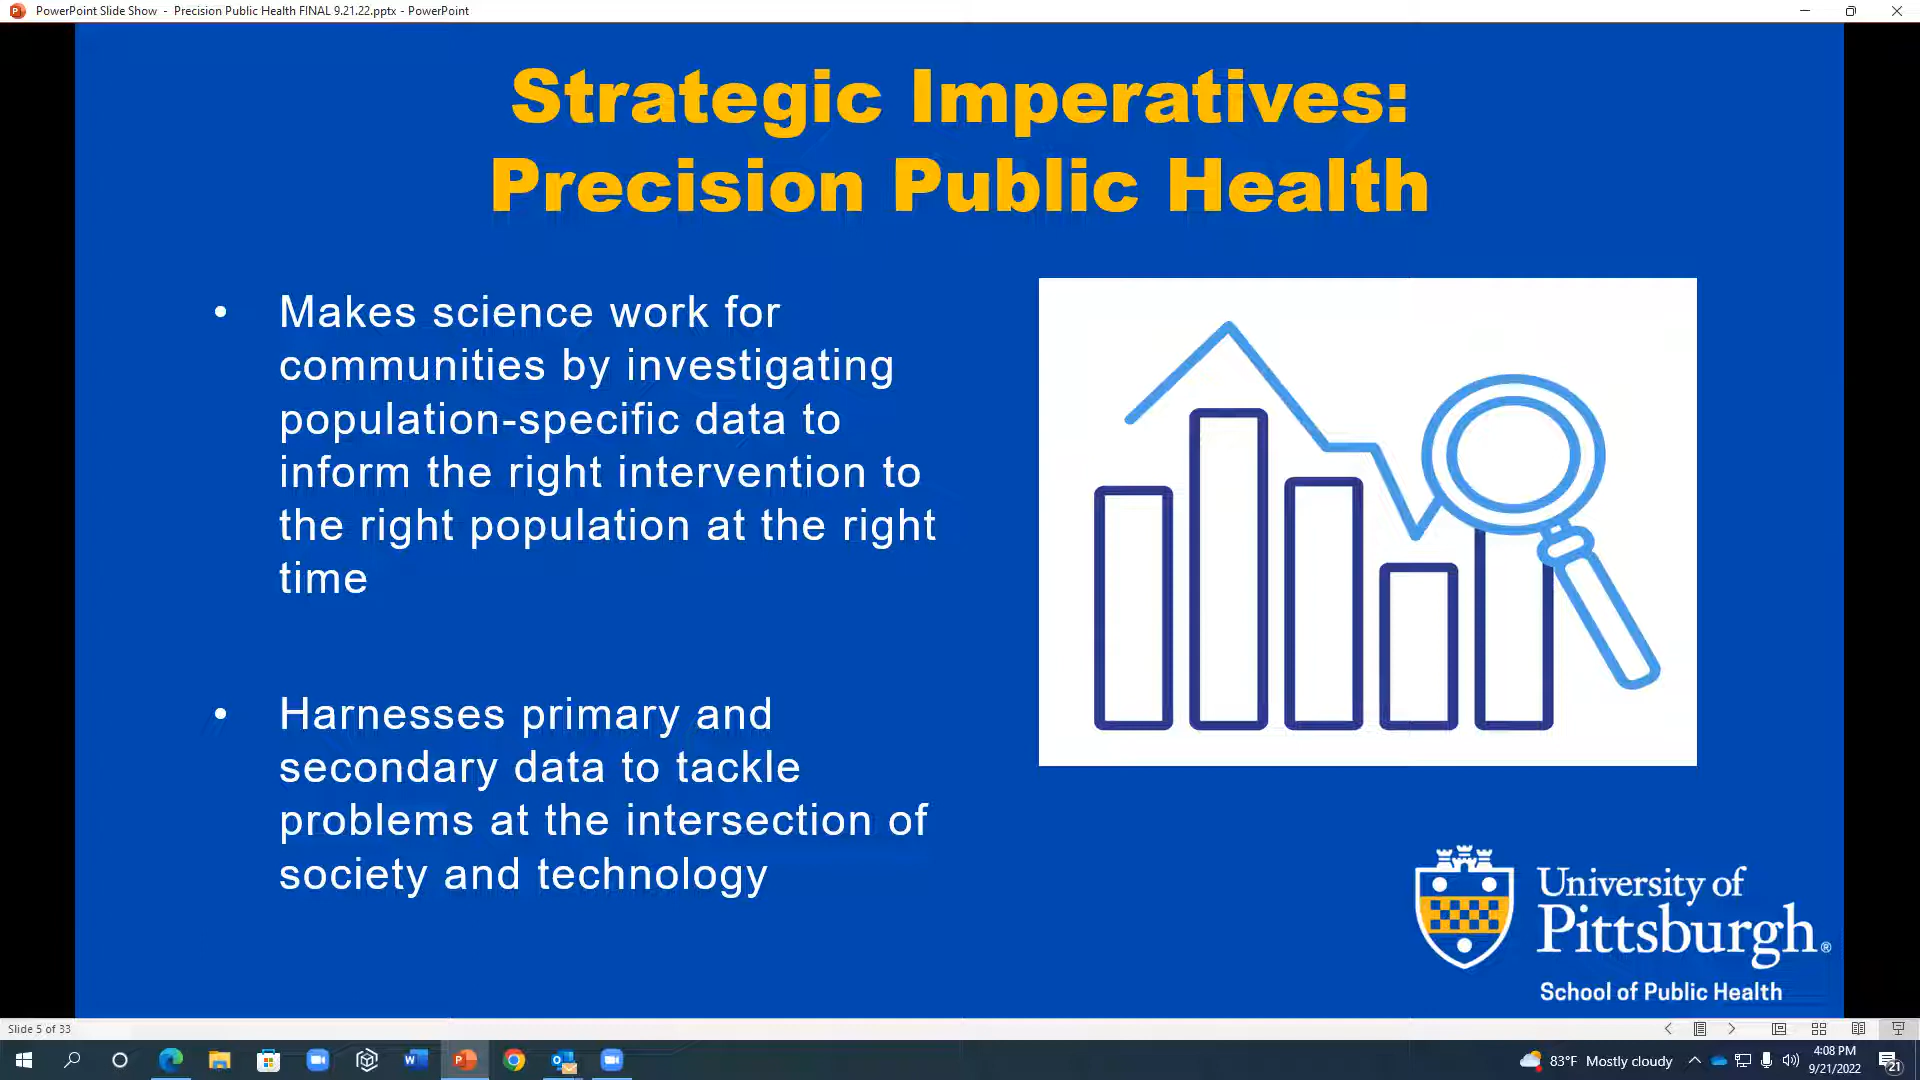 PowerPoint Slide Show - Precision Public Health FINAL 9.21.22.pptx - PowerPoint
Strategic Imperatives:
Precision Public Health
• Makes science work for
communities by investigating
population-specific data to
inform the right intervention to
the right population at the right
time
• Harnesses primary and
secondary data to tackle
problems at the intersection of
society and technology
University of
Pittsburgh®
School of Public Health
Slide 5 of 33
83°F Mostly cloudy
4:08 PM
9/21/2022
21